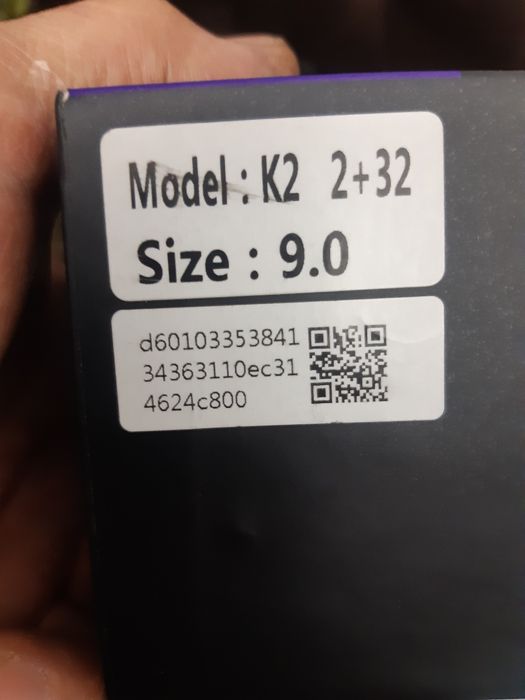 Model : K2 2+32
Size : 9.0
d60103353841
34363110ec31
4624c800